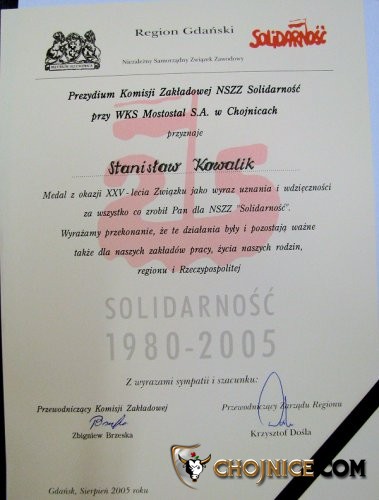 Region Gdański
SOLIDARNOŚĆ
Niezależny Samorządny Związek Zawodowy
Prezydium Komisji Zakładowej NSZZ Solidarność
przy WKS Mostostal S.A. w Chojnicach
przyznaje
Stanisław Kowalik
Medal z okazji XXV-lecia Związku jako wyraz uznania i wdzięczności
za wszystko co zrobił Pan dla NSZZ "Solidarność".
Wyrażamy przekonanie, że te działania były i pozostają ważne
także dla naszych zakładów pracy, życia naszych rodzin,
regionu i Rzeczypospolitej
SOLIDARNOŚĆ
1980-2005
Z wyrazami sympatii i szacunku:
Przewodniczący Komisji Zakładowej
Przewodniczący Zarządu Regionu
Zbigniew Brzeska
Krzysztof Dośla
CHOJNICE.COM
Gdańsk, Sierpień 2005 roku